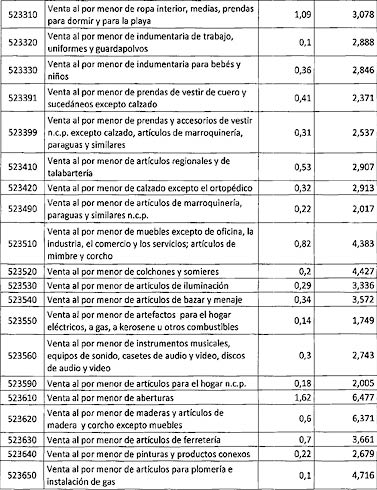 523310 Venta al por menor de ropa interior, medias, prendas 1,09 3,078
para dormir y para la playa
523320 Venta al por menor de indumentaria de trabajo, 0,1 2,888
uniformes y guardapolvos
523330 Venta al por menor de indumentaria para bebés y 0,36 2,846
niños
523391 Venta al por menor de prendas de vestir de cuero y 0,41 2,371
sucedáneos excepto calzado
523399 Venta al por menor de prendas y accesorios de vestir 0,31 2,537
n.c.p. excepto calzado, artículos de marroquinería,
paraguas y similares
523410 Venta al por menor de artículos regionales y de 0,53 2,907
talabartería
523420 Venta al por menor de calzado excepto el ortopédico 0,32 2,913
523490 Venta al por menor de artículos de marroquinería, 0,22 2,017
paraguas y similares n.c.p.
523510 Venta al por menor de muebles excepto de oficina, la 0,82 4,383
industria, el comercio y los servicios; artículos de
mimbre y corcho
523520 Venta al por menor de colchones y somieres 0,2 4,427
523530 Venta al por menor de artículos de iluminación 0,29 3,336
523540 Venta al por menor de artículos de bazar y menaje 0,34 3,572
523550 Venta al por menor de artefactos para el hogar 0,14 1,749
eléctricos, a gas, a kerosene u otros combustibles
523560 Venta al por menor de instrumentos musicales, 0,3 2,743
equipos de sonido, casetes de audio y video, discos
de audio y video
523590 Venta al por menor de artículos para el hogar n.c.p. 0,18 2,005
523610 Venta al por menor de aberturas 1,62 6,477
523620 Venta al por menor de maderas y artículos de 0,6 6,371
madera y corcho excepto muebles
523630 Venta al por menor de artículos de ferretería 0,7 3,661
523640 Venta al por menor de pinturas y productos conexos 0,22 2,679
523650 Venta al por menor de artículos para plomería e 0,1 4,716
instalación de gas